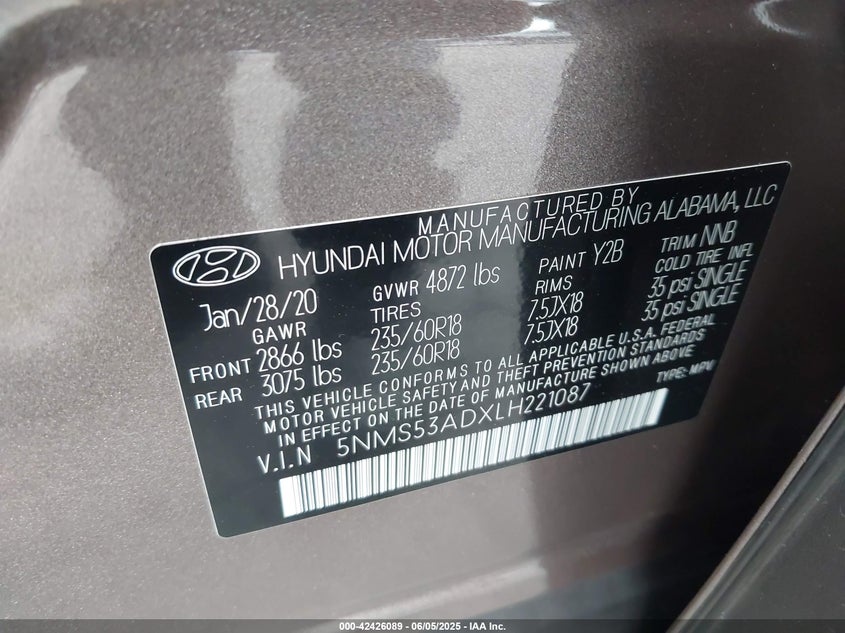 MANUFACTURED BY
HYUNDAI MOTOR MANUFACTURING ALABAMA, LLC
Jan/28/20 GVWR 4872 lbs PAINT Y2B TRIM NNB
GAWR TIRES RIMS COLD TIRE INFL
FRONT 2866 lbs 235/60R18 7.5JX18 35 psi SINGLE
REAR 3075 lbs 235/60R18 7.5JX18 35 psi SINGLE
THIS VEHICLE CONFORMS TO ALL APPLICABLE U.S.A. FEDERAL
MOTOR VEHICLE SAFETY AND THEFT PREVENTION STANDARDS
IN EFFECT ON THE DATE OF MANUFACTURE SHOWN ABOVE
V.I.N 5NMS53ADXLH221087 TYPE: MPV
000-42426089 - 06/05/2025 - IAA Inc.